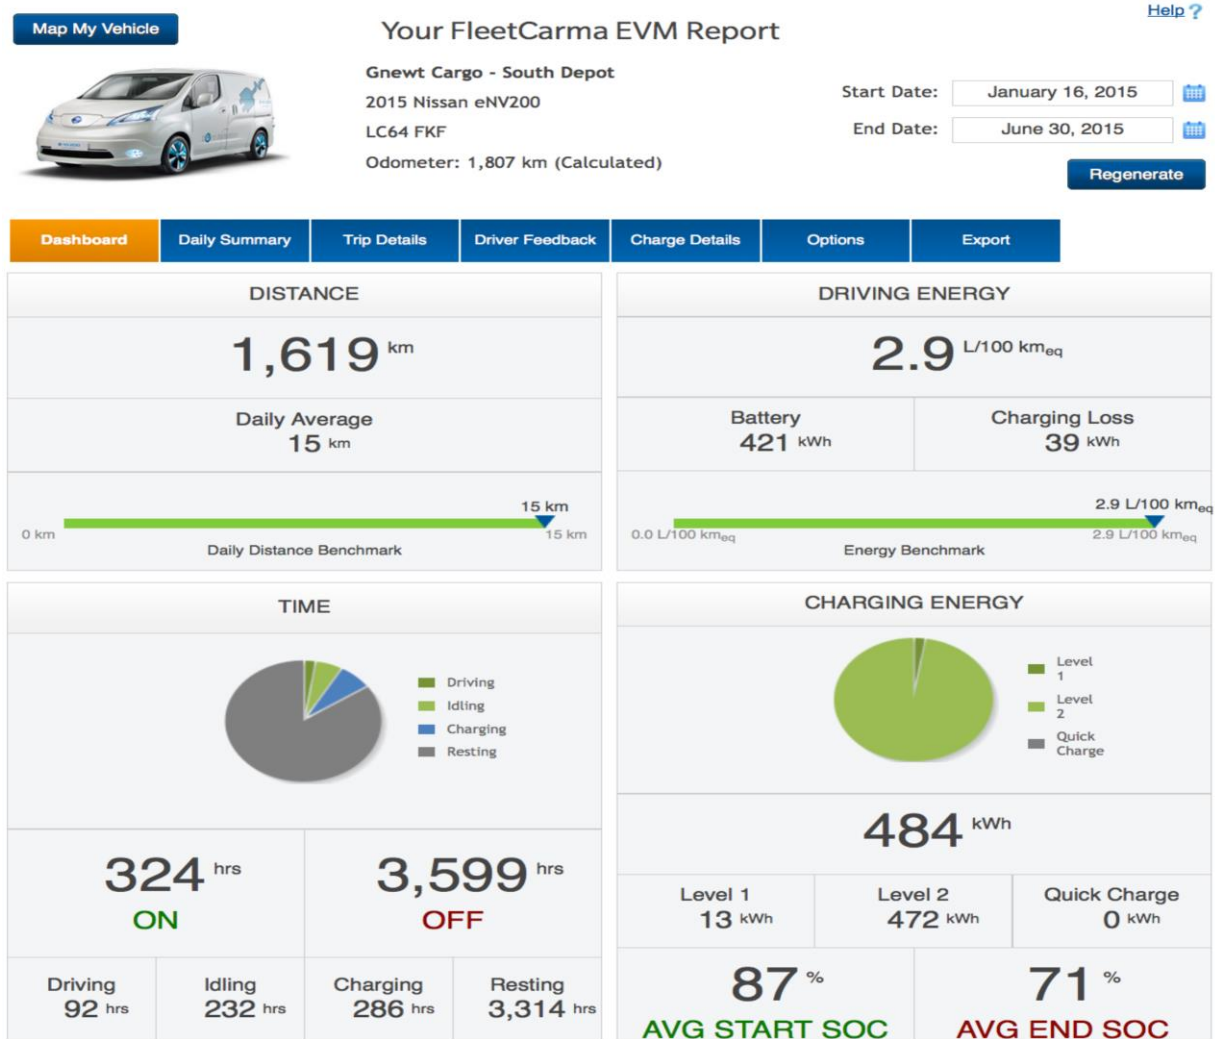 Map My Vehicle
Your FleetCarma EVM Report
Help ?
Gnewt Cargo - South Depot
2015 Nissan eNV200
LC64 FKF
Odometer: 1,807 km (Calculated)
Start Date: January 16, 2015
End Date: June 30, 2015
Regenerate
Dashboard Daily Summary Trip Details Driver Feedback Charge Details Options Export
DISTANCE
1,619 km
Daily Average
15 km
15 km
0 km 15 km
Daily Distance Benchmark
DRIVING ENERGY
2.9 L/100 kmeq
Battery Charging Loss
421 kWh 39 kWh
2.9 L/100 kmeq
0.0 L/100 kmeq 2.9 L/100 kmeq
Energy Benchmark
TIME
Driving
Idling
Charging
Resting
324 hrs 3,599 hrs
ON OFF
Driving Idling Charging Resting
92 hrs 232 hrs 286 hrs 3,314 hrs
CHARGING ENERGY
Level
1
Level
2
Quick
Charge
484 kWh
Level 1 Level 2 Quick Charge
13 kWh 472 kWh 0 kWh
87 % 71 %
AVG START SOC AVG END SOC